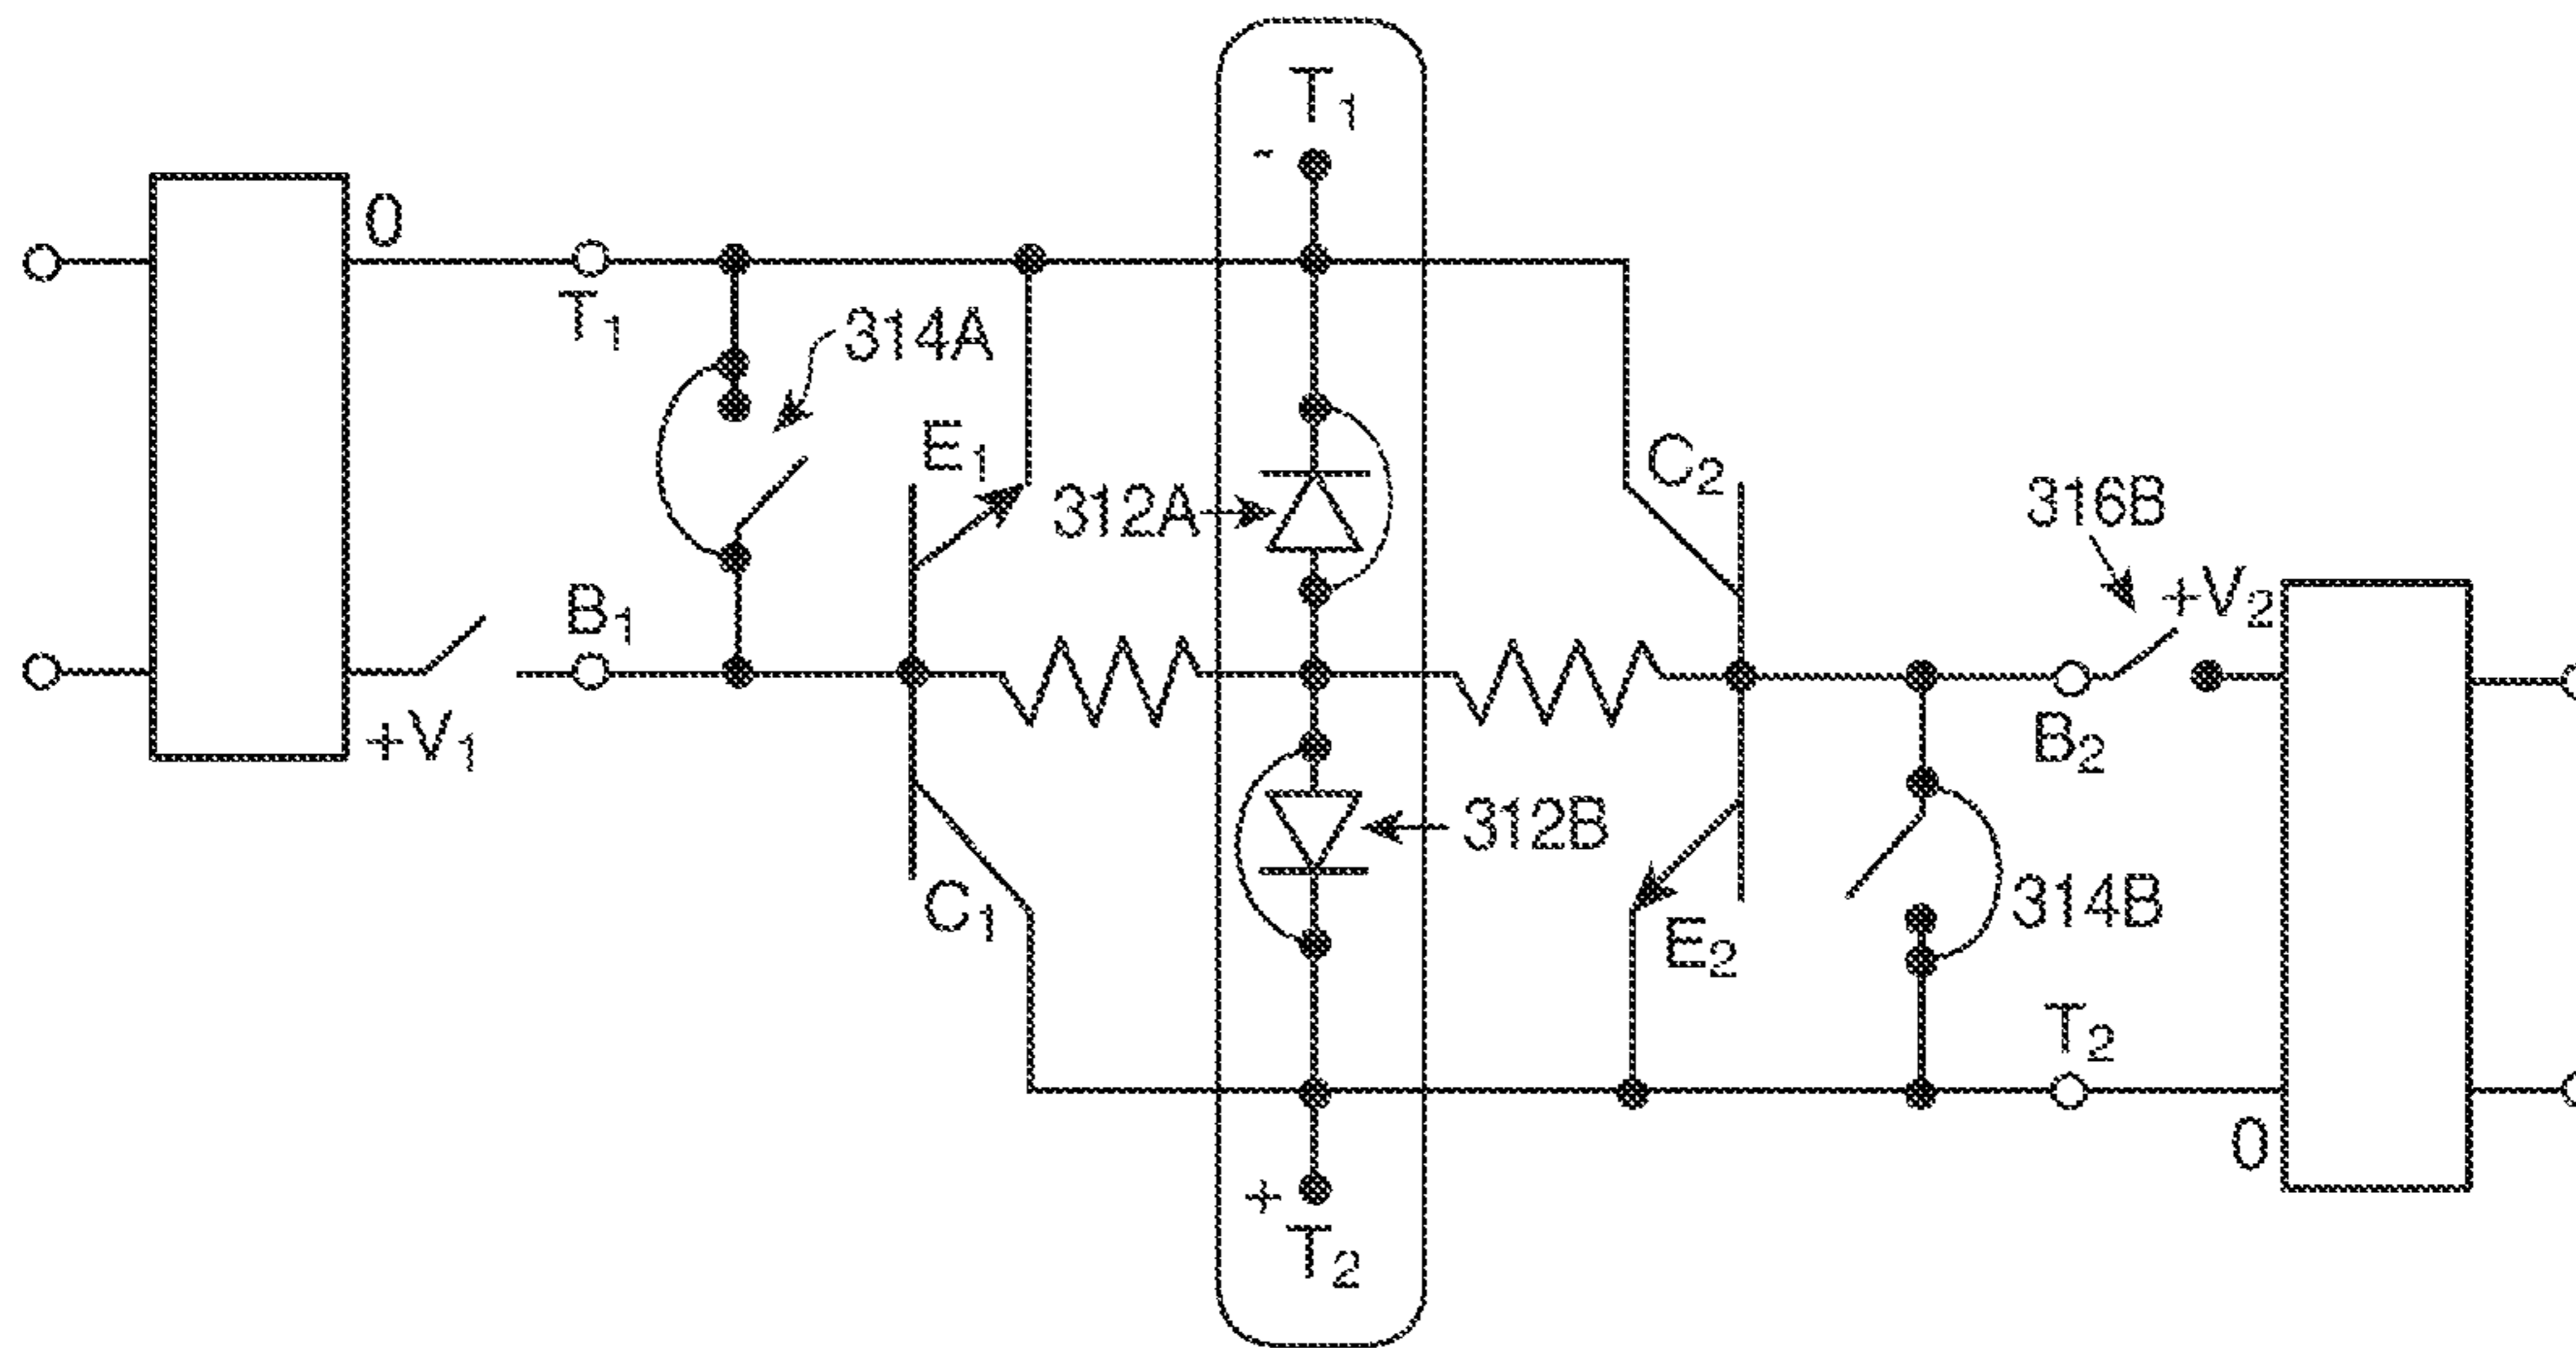 T₁
-
0
T₁
314A
E₁
C₂
312A
316B
B₁
+V₂
+V₁
B₂
312B
C₁
314B
E₂
T₂
0
+
T₂